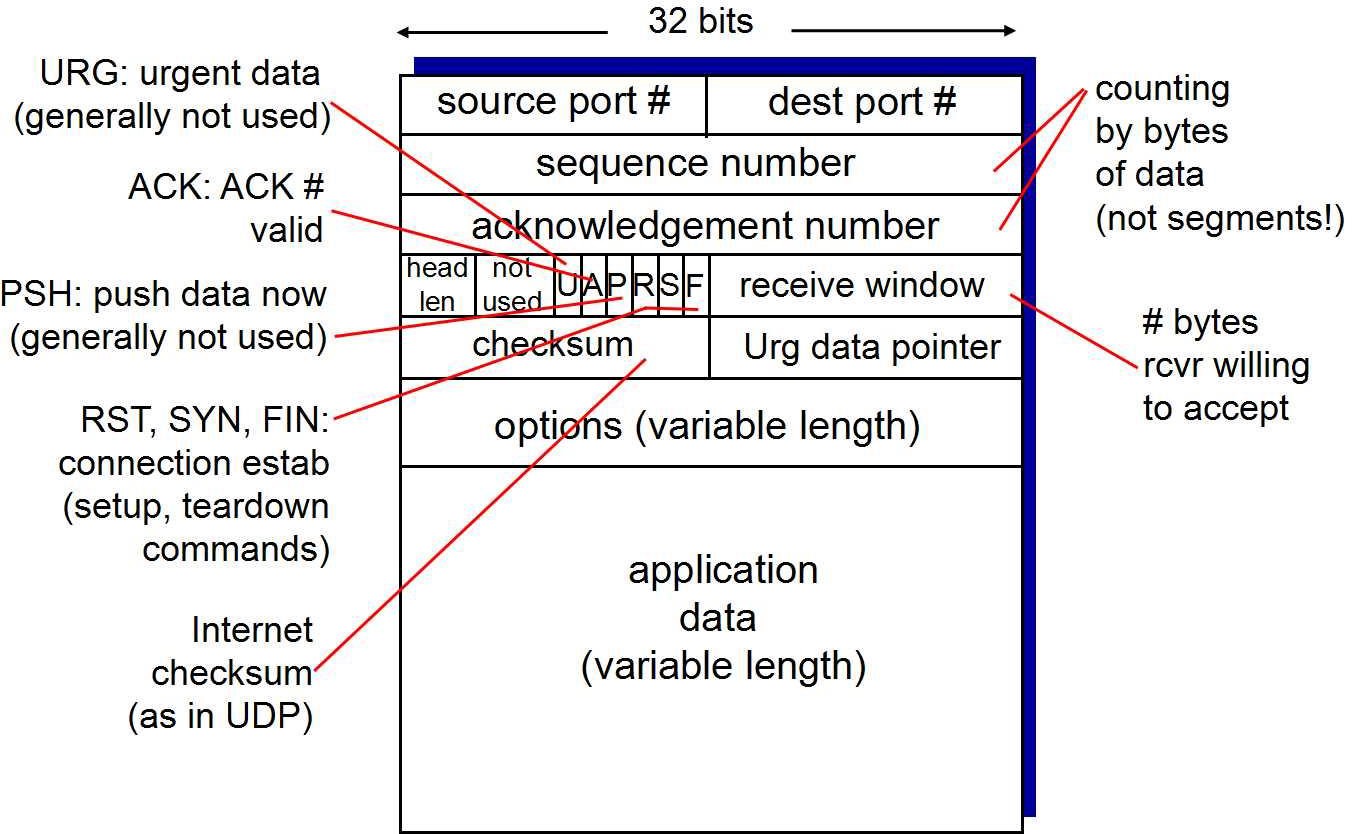 32 bits
URG: urgent data
(generally not used)
ACK: ACK #
valid
PSH: push data now
(generally not used)
RST, SYN, FIN:
connection estab
(setup, teardown
commands)
Internet
checksum
(as in UDP)
source port #
dest port #
sequence number
acknowledgement number
head
len
not
used
U
A
P
R
S
F
receive window
checksum
Urg data pointer
options (variable length)
application
data
(variable length)
counting
by bytes
of data
(not segments!)
# bytes
rcvr willing
to accept